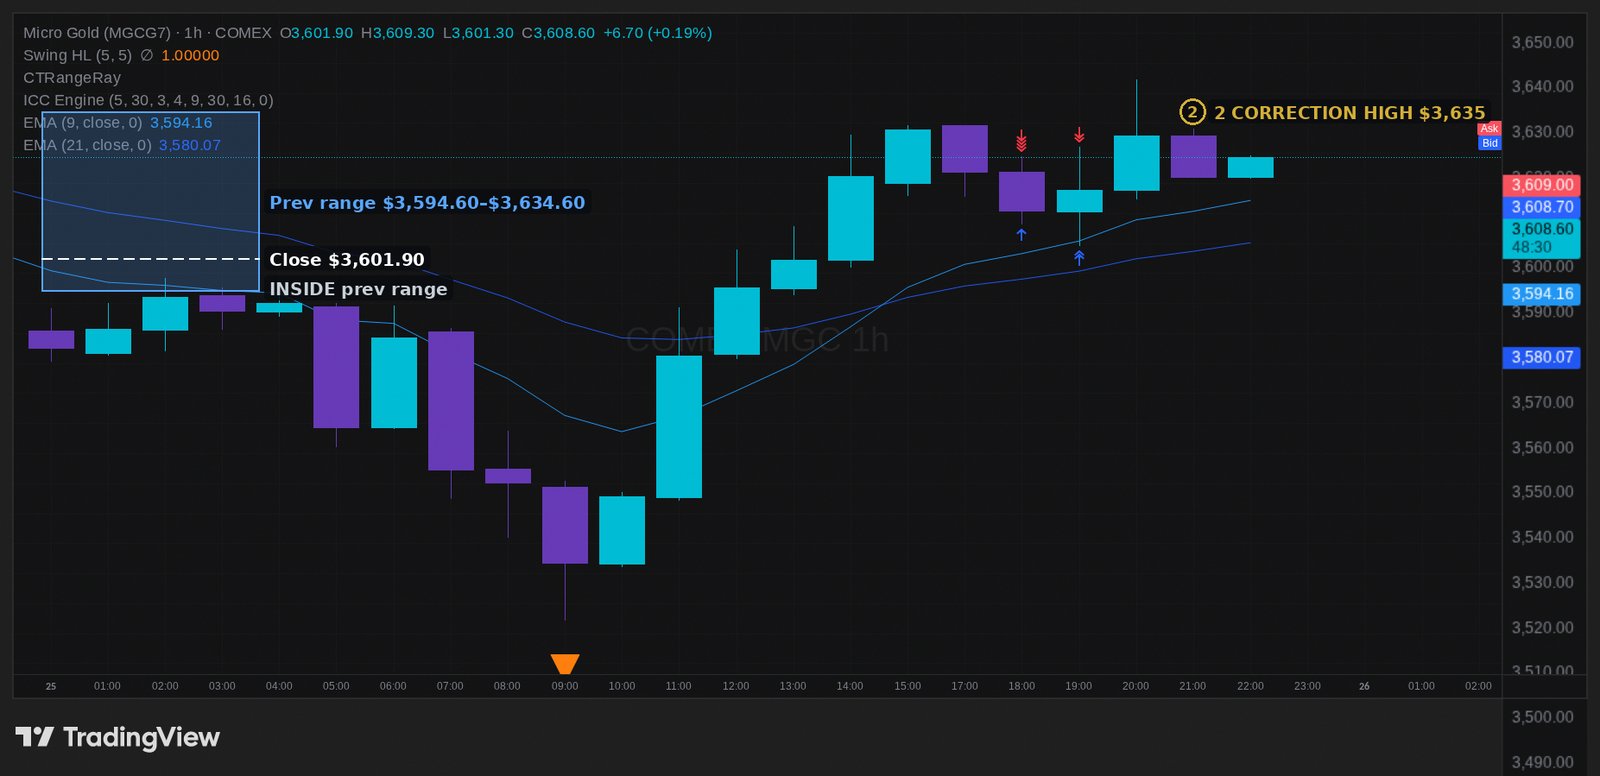 Micro Gold (MGCG7) · 1h · COMEX O3,601.90 H3,609.30 L3,601.30 C3,608.60 +6.70 (+0.19%)
Swing HL (5, 5) ∅ 1.00000
CTRangeRay
ICC Engine (5, 30, 3, 4, 9, 30, 16, 0)
EMA (9, close, 0) 3,594.16
EMA (21, close, 0) 3,580.07
2 2 CORRECTION HIGH $3,635
Prev range $3,594.60–$3,634.60
Close $3,601.90
INSIDE prev range
MGC 1h
3,650.00
3,640.00
3,630.00
Ask
Bid
3,609.00
3,608.70
3,608.60
48:30
3,600.00
3,594.16
3,590.00
3,580.07
3,570.00
3,560.00
3,550.00
3,540.00
3,530.00
3,520.00
3,510.00
3,500.00
3,490.00
25 01:00 02:00 03:00 04:00 05:00 06:00 07:00 08:00 09:00 10:00 11:00 12:00 13:00 14:00 15:00 17:00 18:00 19:00 20:00 21:00 22:00 23:00 26 01:00 02:00
TradingView